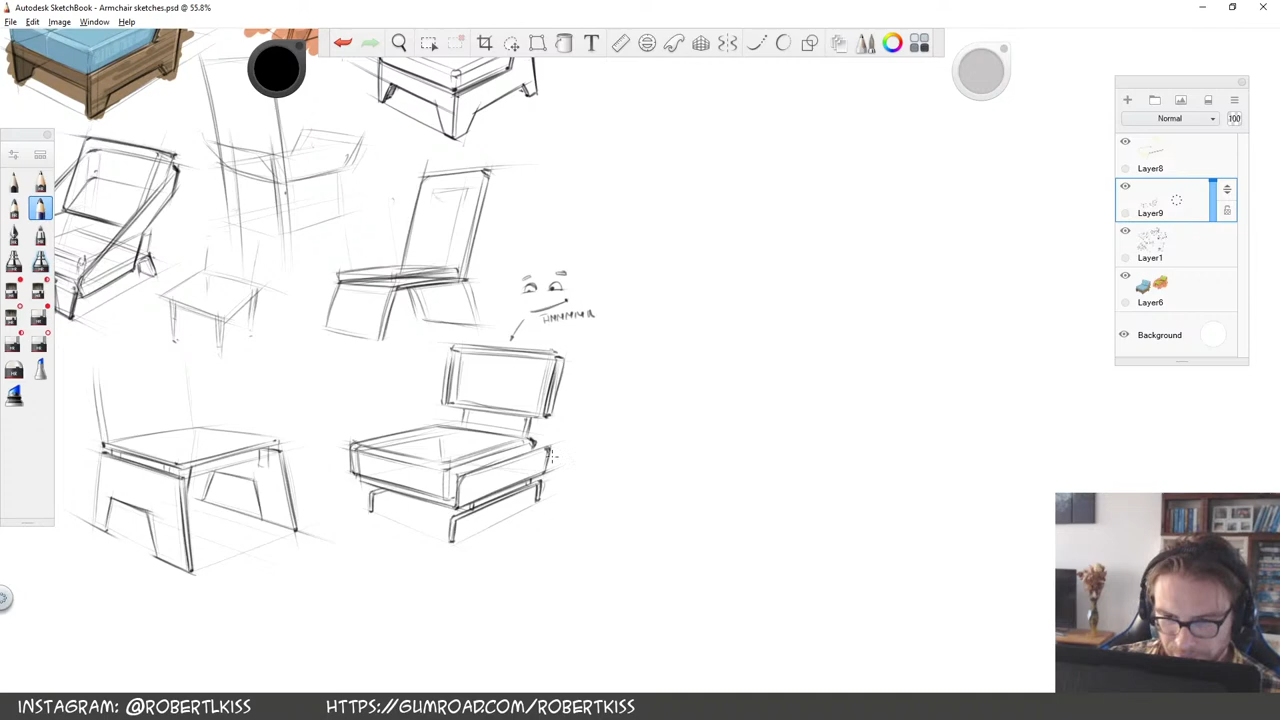 Autodesk SketchBook - Armchair sketches.psd @ 55.8%
File Edit Image Window Help
100
Normal
Layer8
Layer9
Layer1
Layer6
Background
INSTAGRAM: @ROBERTLKISS HTTPS://GUMROAD.COM/ROBERTKISS